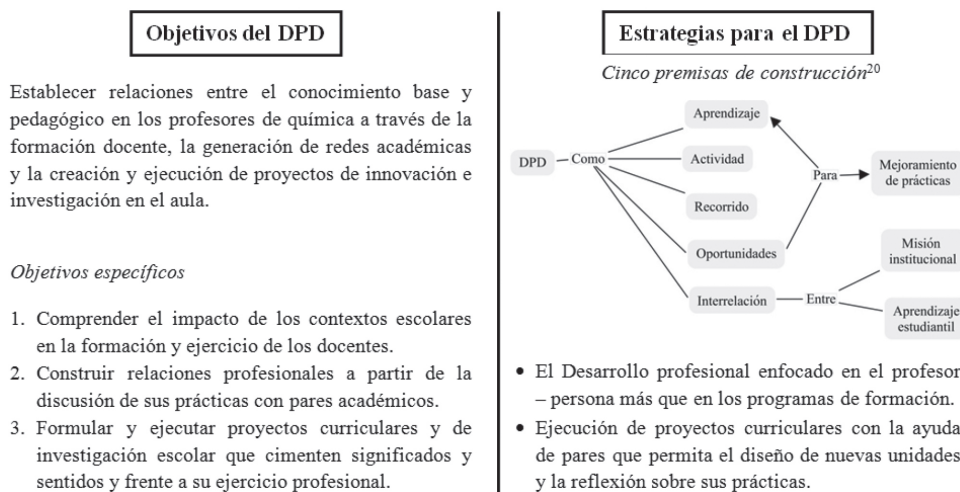 Objetivos del DPD
Establecer relaciones entre el conocimiento base y
pedagógico en los profesores de química a través de la
formación docente, la generación de redes académicas
y la creación y ejecución de proyectos de innovación e
investigación en el aula.
Objetivos específicos
1. Comprender el impacto de los contextos escolares
en la formación y ejercicio de los docentes.
2. Construir relaciones profesionales a partir de la
discusión de sus prácticas con pares académicos.
3. Formular y ejecutar proyectos curriculares y de
investigación escolar que cimenten significados y
sentidos y frente a su ejercicio profesional.
Estrategias para el DPD
Cinco premisas de construcción20
DPD
Como
Aprendizaje
Actividad
Recorrido
Oportunidades
Interrelación
Para
Mejoramiento
de prácticas
Entre
Misión
institucional
Aprendizaje
estudiantil
• El Desarrollo profesional enfocado en el profesor
– persona más que en los programas de formación.
• Ejecución de proyectos curriculares con la ayuda
de pares que permita el diseño de nuevas unidades
y la reflexión sobre sus prácticas.